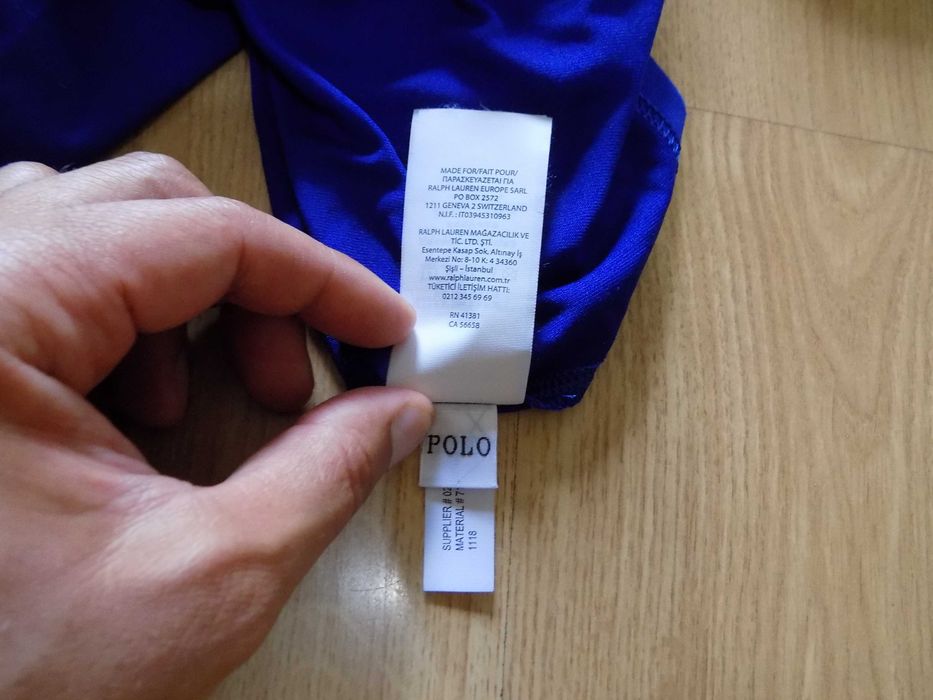 MADE FOR/FAIT POUR/
ΠΑΡΑΣΚΕΥΑΖΕΤΑΙ ΓΙΑ
RALPH LAUREN EUROPE SARL
PO BOX 2572
1211 GENEVA 2 SWITZERLAND
N.I.F. : IT03945310963
RALPH LAUREN MAĞAZACILIK VE
TİC. LTD. ŞTİ.
Esentepe Kasap Sok. Altınay İş
Merkezi No: 8-10 K: 4 34360
Şişli – İstanbul
www.ralphlauren.com.tr
TÜKETİCİ İLETİŞİM HATTI:
0212 345 69 69
RN 41381
CA 56658
POLO
SUPPLIER # 02
MATERIAL # 7
1118